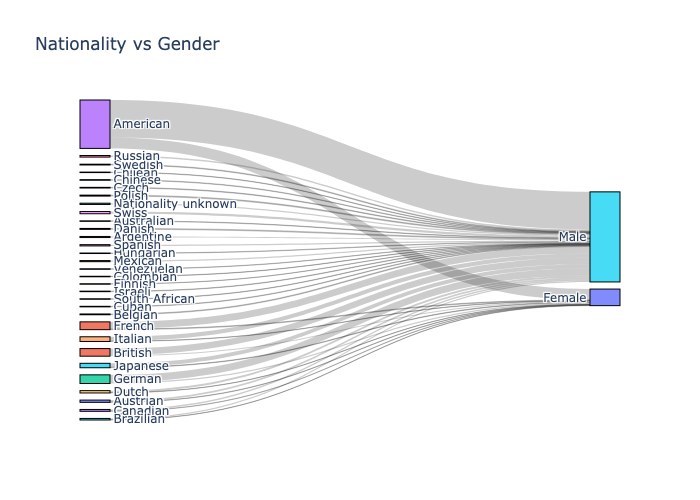 Nationality vs Gender
American
Russian
Swedish
Chilean
Chinese
Czech
Polish
Nationality unknown
Swiss
Australian
Danish
Argentine
Spanish
Hungarian
Mexican
Venezuelan
Colombian
Finnish
Israeli
South African
Cuban
Belgian
French
Italian
British
Japanese
German
Dutch
Austrian
Canadian
Brazilian
Male
Female